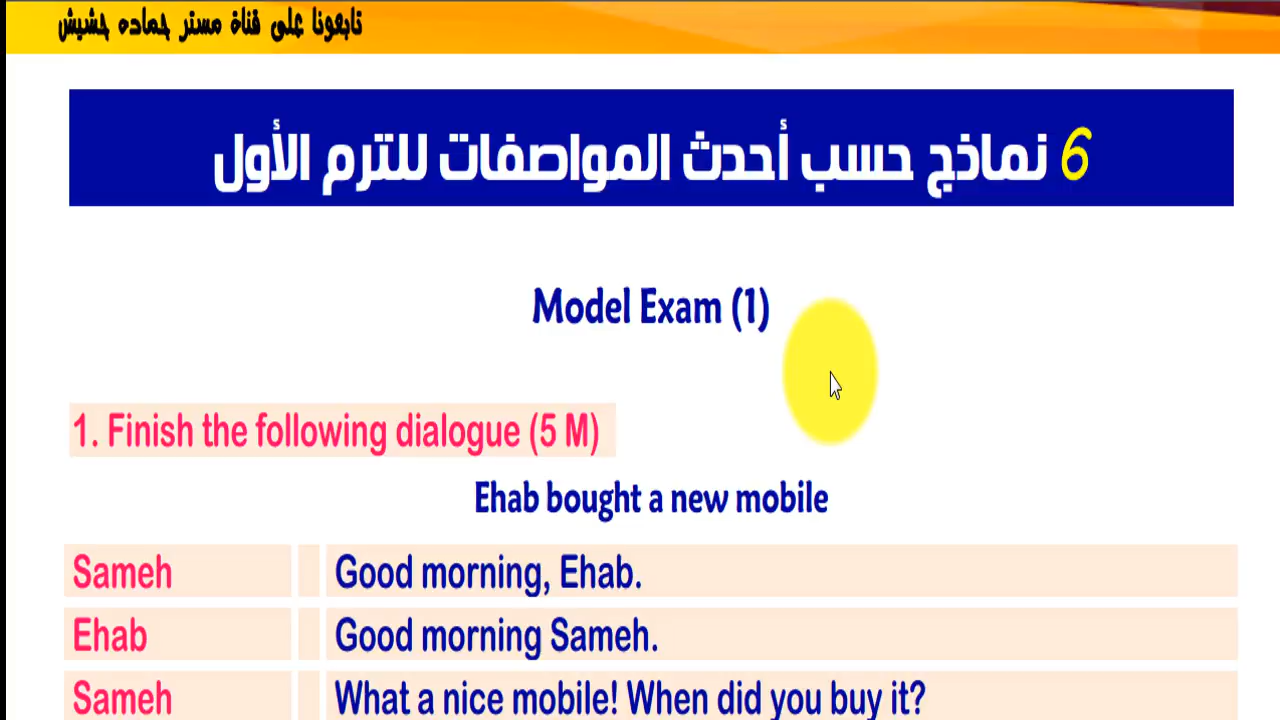 تابعونا على قناة مستر حماده حشيش
6 نماذج حسب أحدث المواصفات للترم الأول
Model Exam (1)
1. Finish the following dialogue (5 M)
Ehab bought a new mobile
Sameh Good morning, Ehab.
Ehab Good morning Sameh.
Sameh What a nice mobile! When did you buy it?